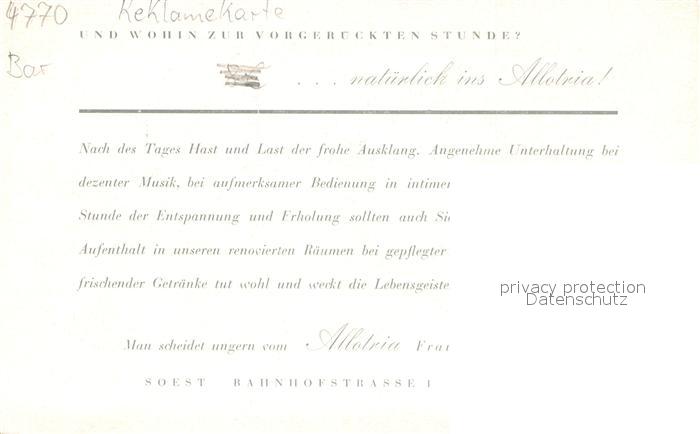 4770 Reklamekarte
UND WOHIN ZUR VORGERÜCKTEN STUNDE?
Bar
. . . natürlich ins Allotria!
Nach des Tages Hast und Last der frohe Ausklang. Angenehme Unterhaltung bei
dezenter Musik, bei aufmerksamer Bedienung in intimer
Stunde der Entspannung und Erholung sollten auch Si
Aufenthalt in unseren renovierten Räumen bei gepflegter
frischender Getränke tut wohl und weckt die Lebensgeiste
privacy protection
Datenschutz
Man scheidet ungern vom Allotria Fra
SOEST BAHNHOFSTRASSE 1